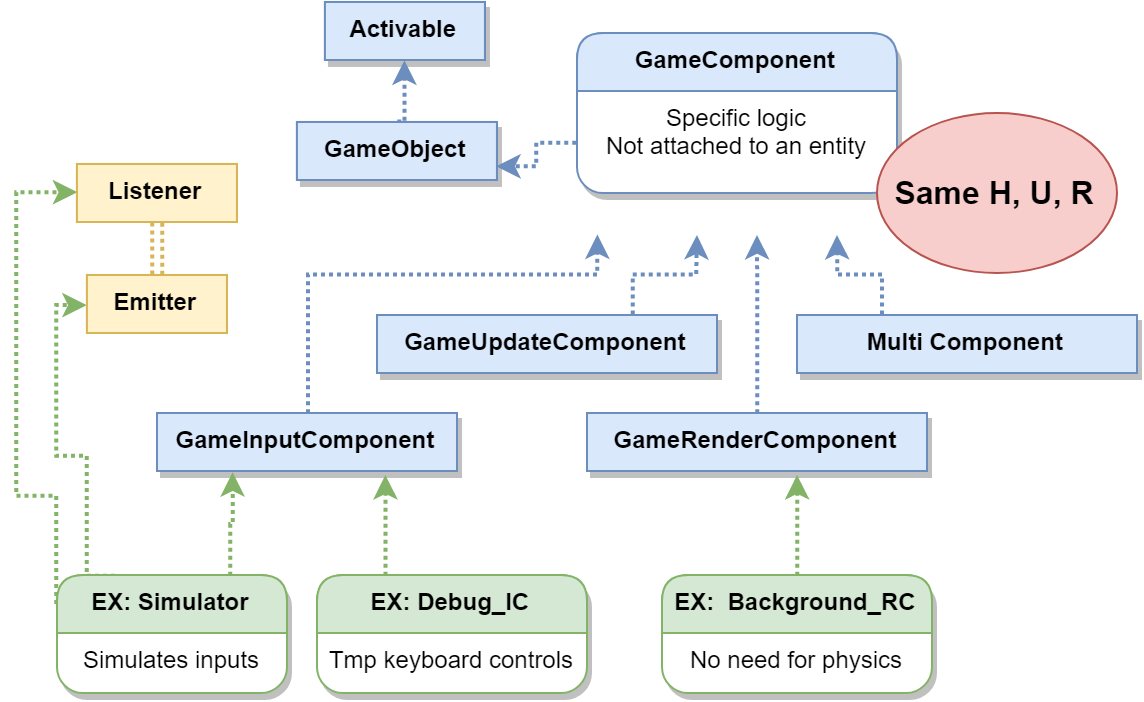 Activable
GameComponent
Specific logic
Not attached to an entity
GameObject
Same H, U, R
Listener
Emitter
GameUpdateComponent
Multi Component
GameInputComponent
GameRenderComponent
EX: Simulator
Simulates inputs
EX: Debug_IC
Tmp keyboard controls
EX:  Background_RC
No need for physics